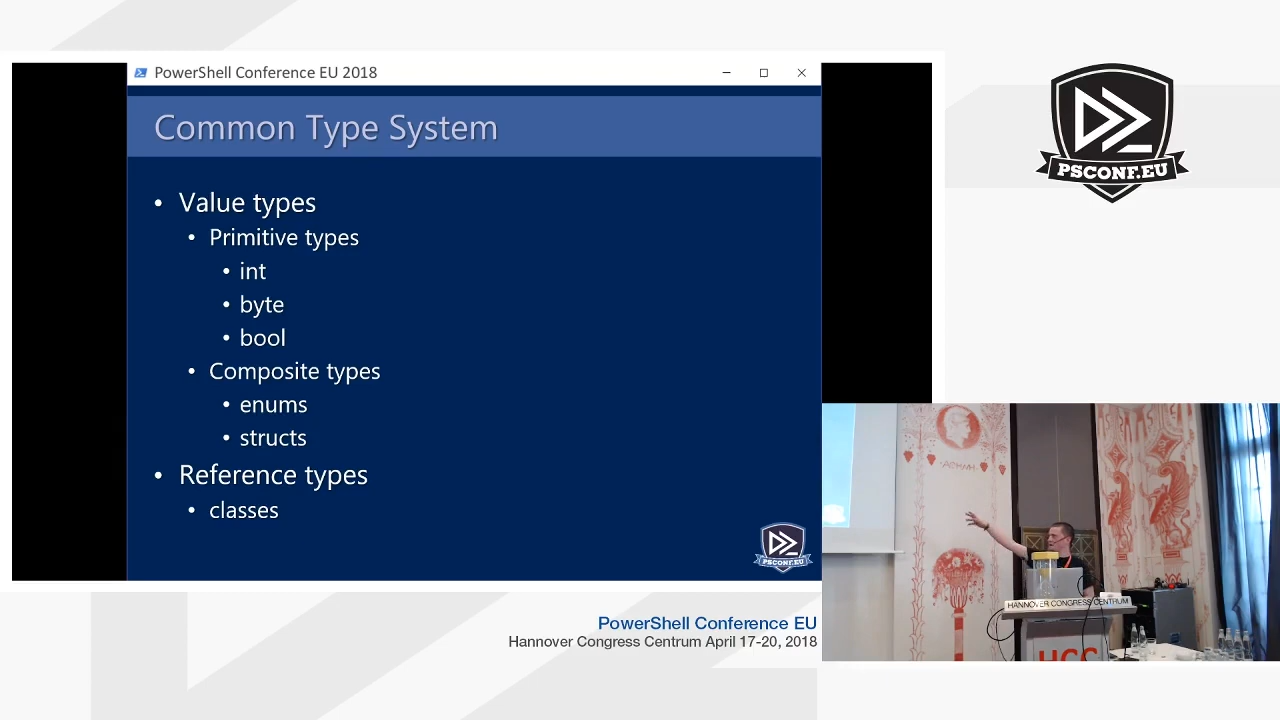 PowerShell Conference EU 2018
Common Type System
• Value types
• Primitive types
• int
• byte
• bool
• Composite types
• enums
• structs
• Reference types
• classes
PSCONF.EU
PSCONF.EU
PowerShell Conference EU
Hannover Congress Centrum April 17-20, 2018
HANNOVER CONGRESS CENTRUM
HCC